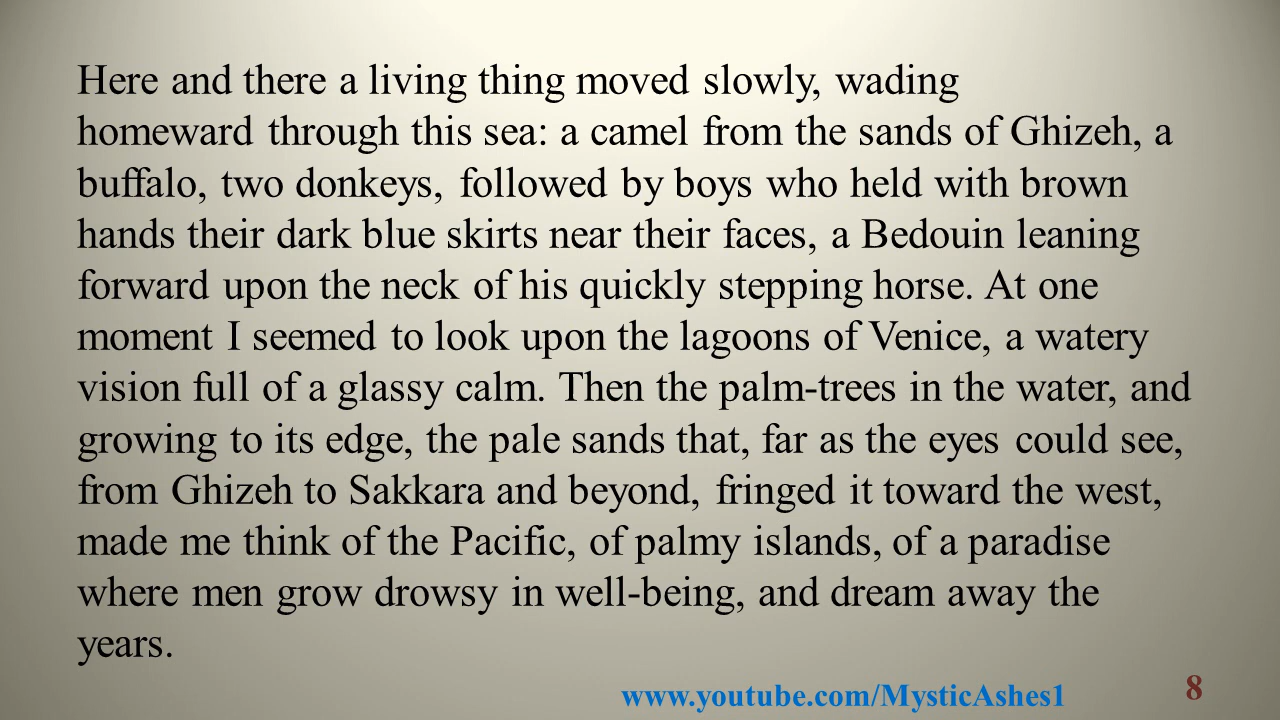 Here and there a living thing moved slowly, wading
homeward through this sea: a camel from the sands of Ghizeh, a
buffalo, two donkeys, followed by boys who held with brown
hands their dark blue skirts near their faces, a Bedouin leaning
forward upon the neck of his quickly stepping horse. At one
moment I seemed to look upon the lagoons of Venice, a watery
vision full of a glassy calm. Then the palm-trees in the water, and
growing to its edge, the pale sands that, far as the eyes could see,
from Ghizeh to Sakkara and beyond, fringed it toward the west,
made me think of the Pacific, of palmy islands, of a paradise
where men grow drowsy in well-being, and dream away the
years.
www.youtube.com/MysticAshes1
8